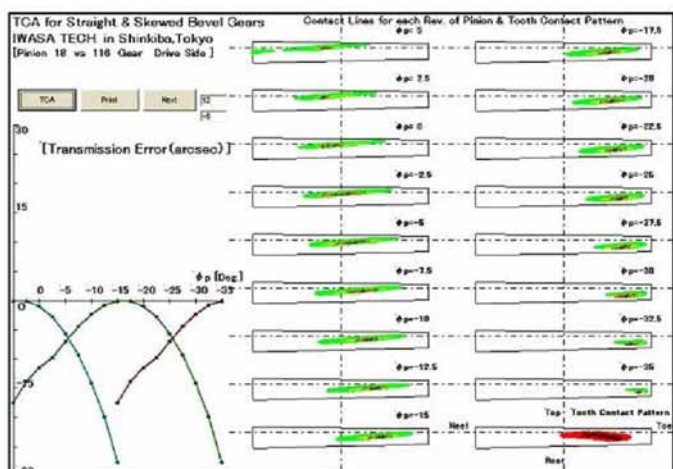 TCA for Straight & Skewed Bevel Gears
IWASA TECH in Shinkiba,Tokyo
[Pinion 18 vs 116 Gear Drive Side ]
TCA
Print
Next
30
[Transmission Error(arcsec)]
15
φp [Deg.]
0 -5 -10 -15 -20 -25 -30 -35
0
-15
Contact Lines for each Rev. of Pinion & Tooth Contact Pattern
φp= 5
φp= 2.5
φp= 0
φp=-2.5
φp=-5
φp=-7.5
φp=-10
φp=-12.5
φp=-15
φp=-17.5
φp=-20
φp=-22.5
φp=-25
φp=-27.5
φp=-30
φp=-32.5
φp=-35
Top Tooth Contact Pattern
Heel
Toe
Root